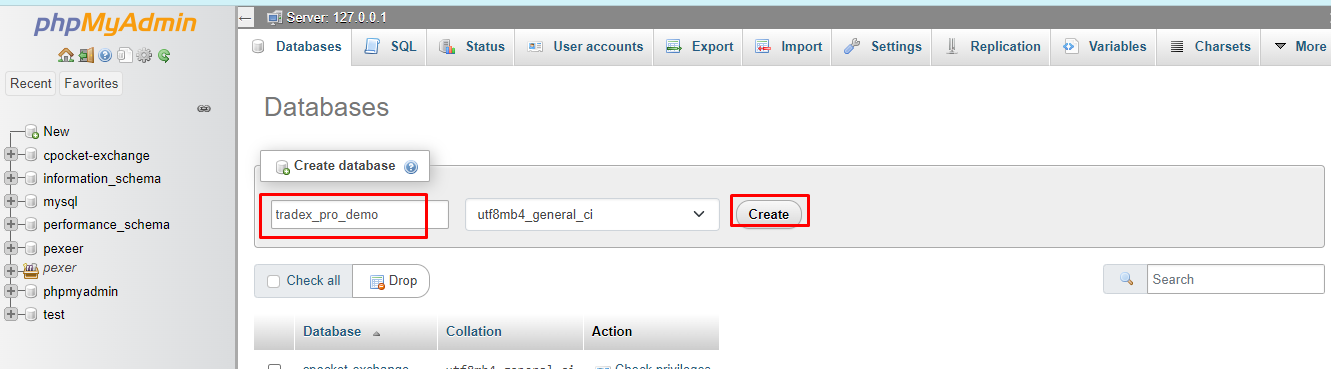 phpMyAdmin
Recent Favorites
New
cpocket-exchange
information_schema
mysql
performance_schema
pexeer
pexer
phpmyadmin
test
Server: 127.0.0.1
Databases SQL Status User accounts Export Import Settings Replication Variables Charsets More
Databases
Create database
tradex_pro_demo utf8mb4_general_ci Create
Check all Drop Search
Database Collation Action
cpocket-exchange utf8mb4_general_ci Check privileges